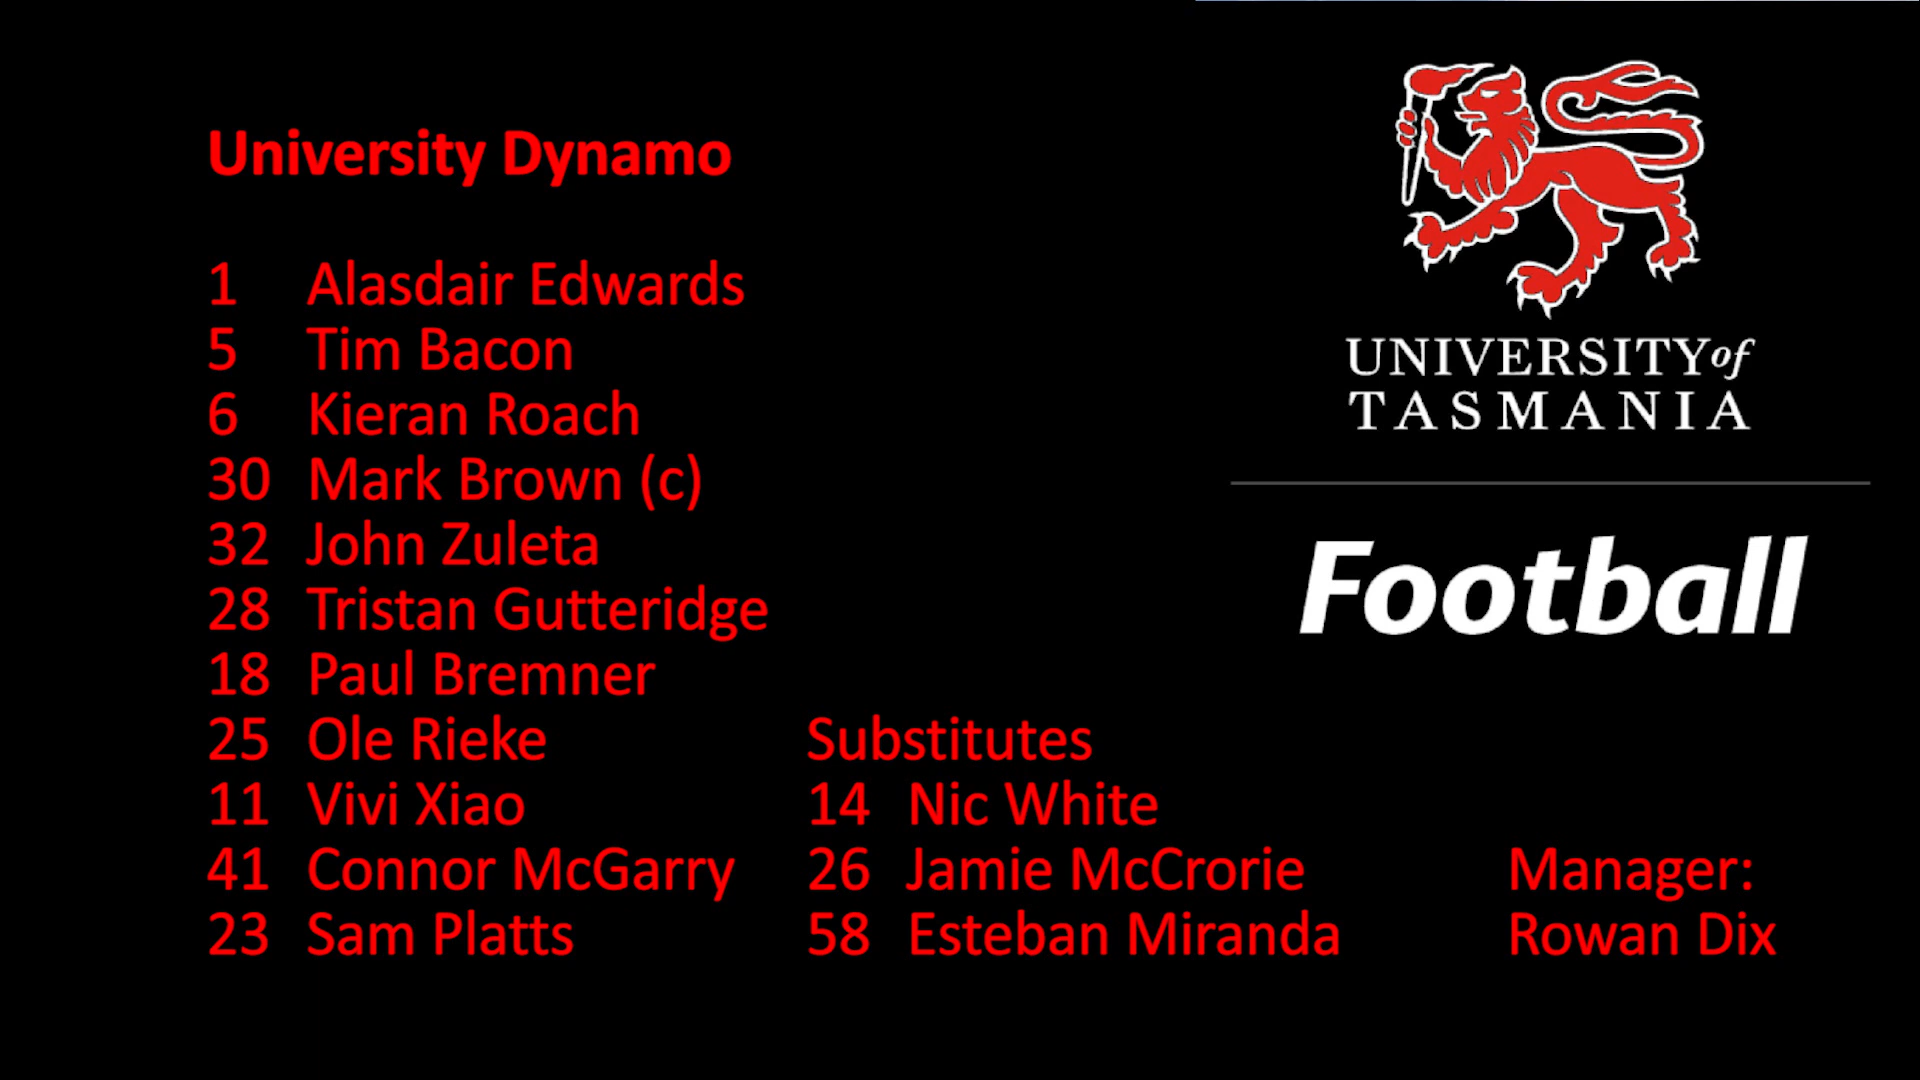 University Dynamo
1 Alasdair Edwards
5 Tim Bacon
6 Kieran Roach
30 Mark Brown (c)
32 John Zuleta
28 Tristan Gutteridge
18 Paul Bremner
25 Ole Rieke
11 Vivi Xiao
41 Connor McGarry
23 Sam Platts
Substitutes
14 Nic White
26 Jamie McCrorie
58 Esteban Miranda
Manager:
Rowan Dix
UNIVERSITY of
TASMANIA
Football